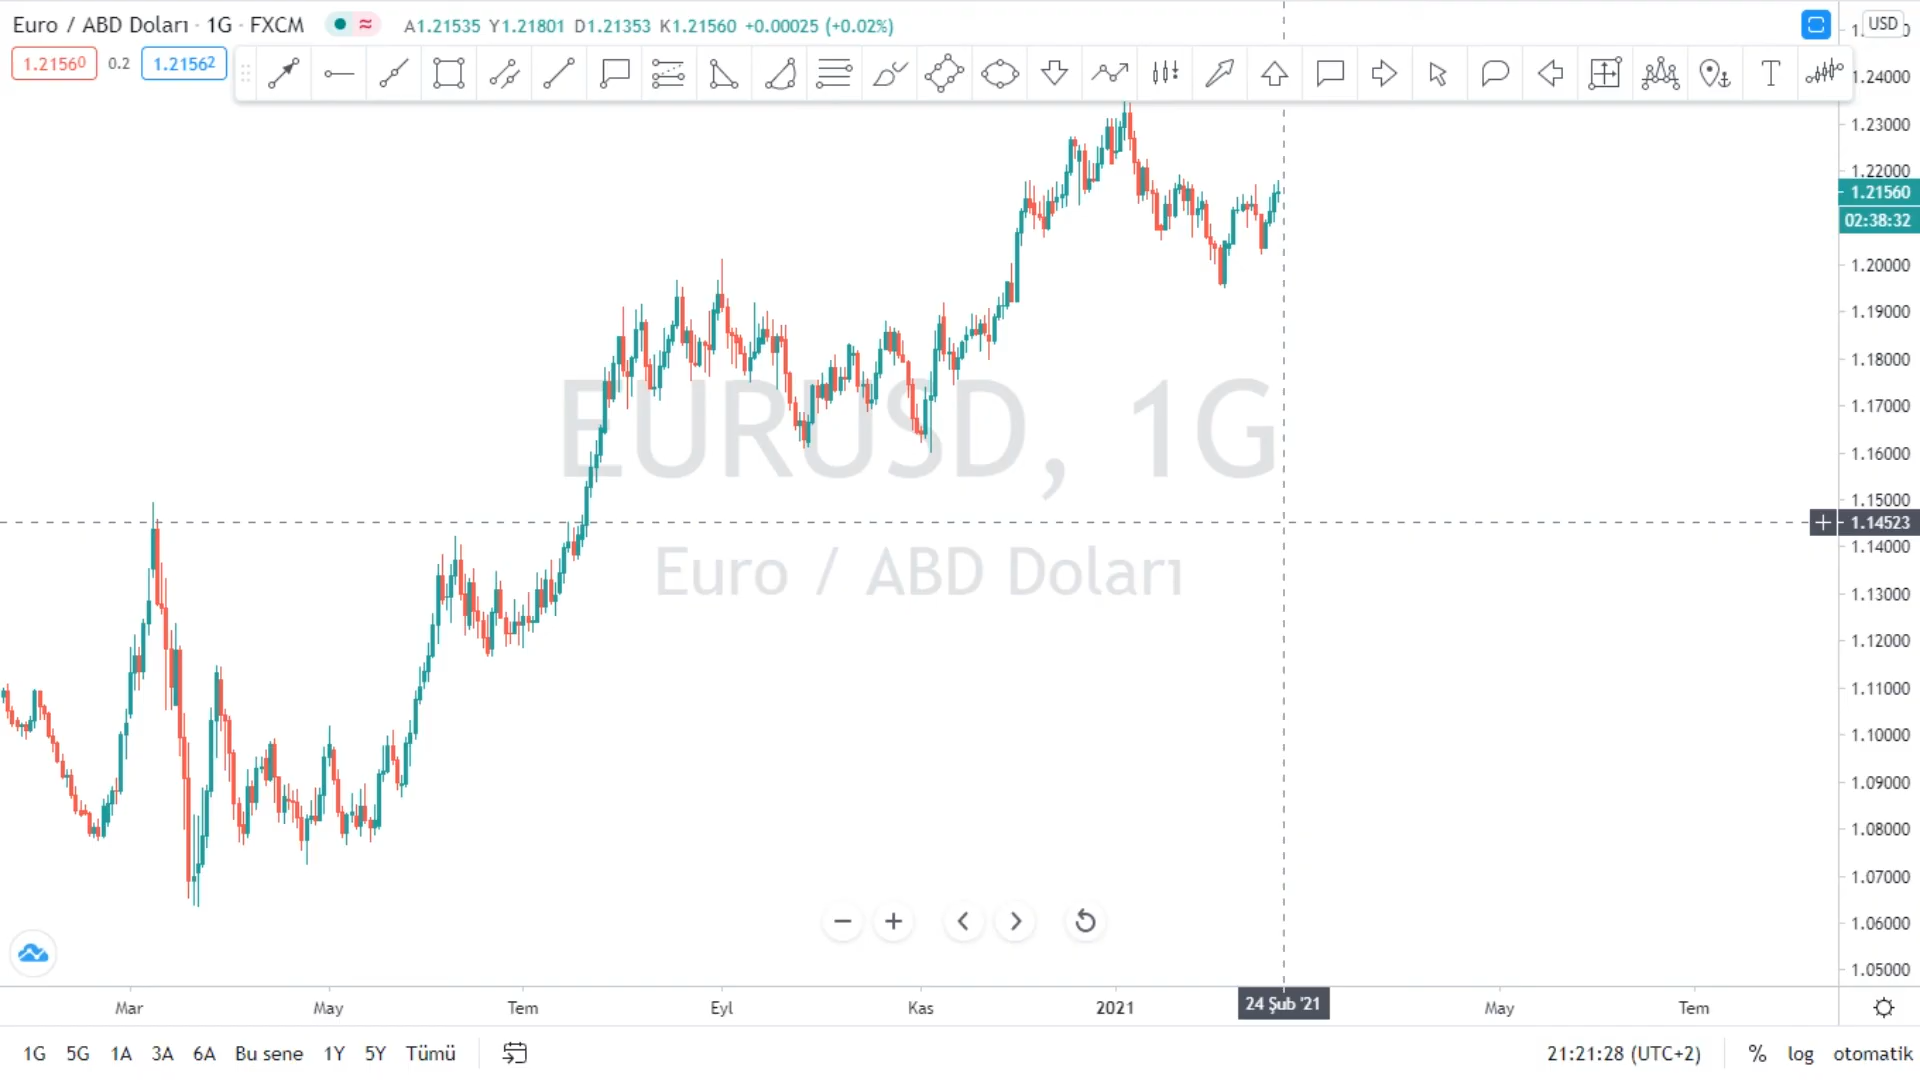 Euro / ABD Doları · 1G · FXCM
A1.21535 Y1.21801 D1.21353 K1.21560 +0.00025 (+0.02%)
USD
1.21560 0.2 1.21562
T
1.24000
1.23000
1.22000
1.21560
02:38:32
1.20000
1.19000
1.18000
1.17000
1.16000
1.15000
1.14523
1.14000
1.13000
1.12000
1.11000
1.10000
1.09000
1.08000
1.07000
1.06000
1.05000
EURUSD, 1G
Euro / ABD Doları
Mar May Tem Eyl Kas 2021 24 Şub '21 May Tem
1G 5G 1A 3A 6A Bu sene 1Y 5Y Tümü
21:21:28 (UTC+2) % log otomatik